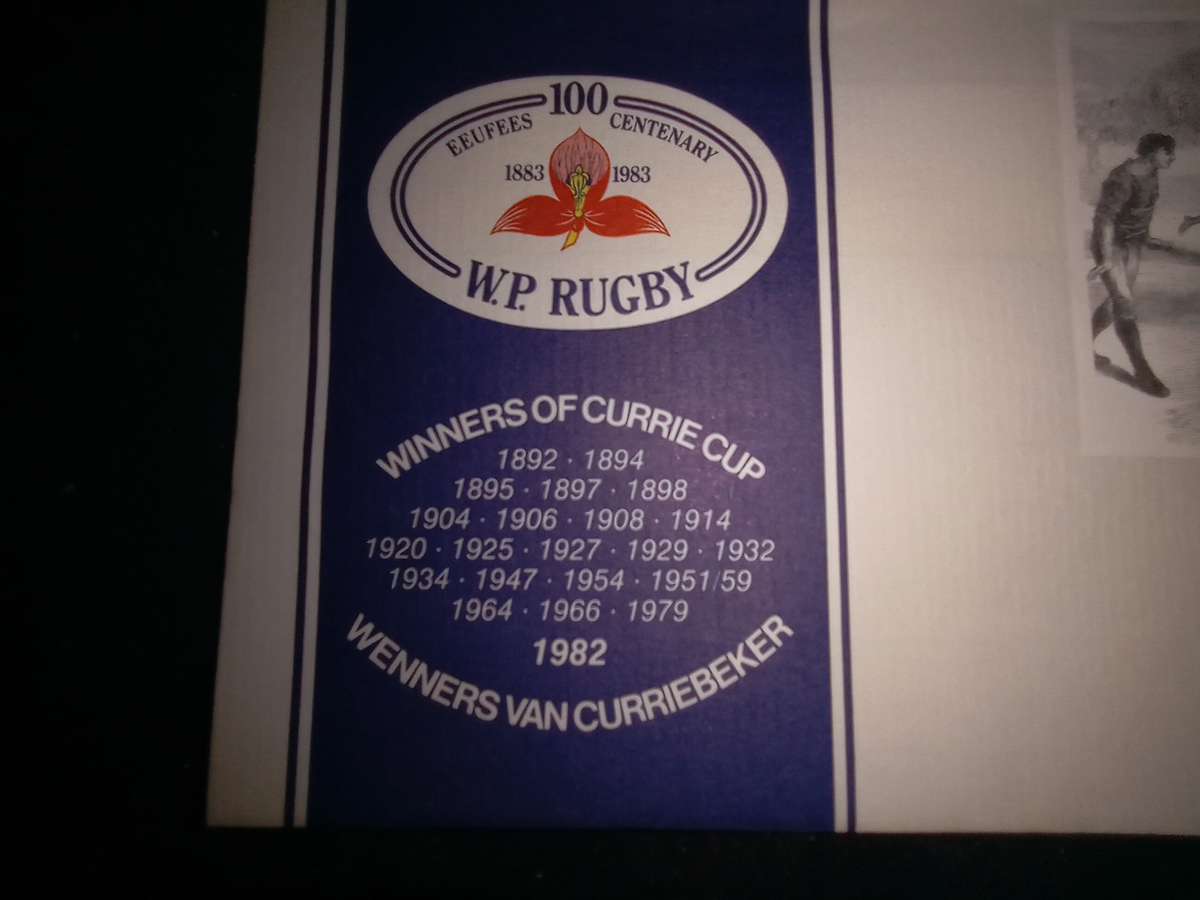 100
EEUFEES CENTENARY
1883 1983
W.P. RUGBY
WINNERS OF CURRIE CUP
1892 · 1894
1895 · 1897 · 1898
1904 · 1906 · 1908 · 1914
1920 · 1925 · 1927 · 1929 · 1932
1934 · 1947 · 1954 · 1951/59
1964 · 1966 · 1979
1982
WENNERS VAN CURRIEBEKER